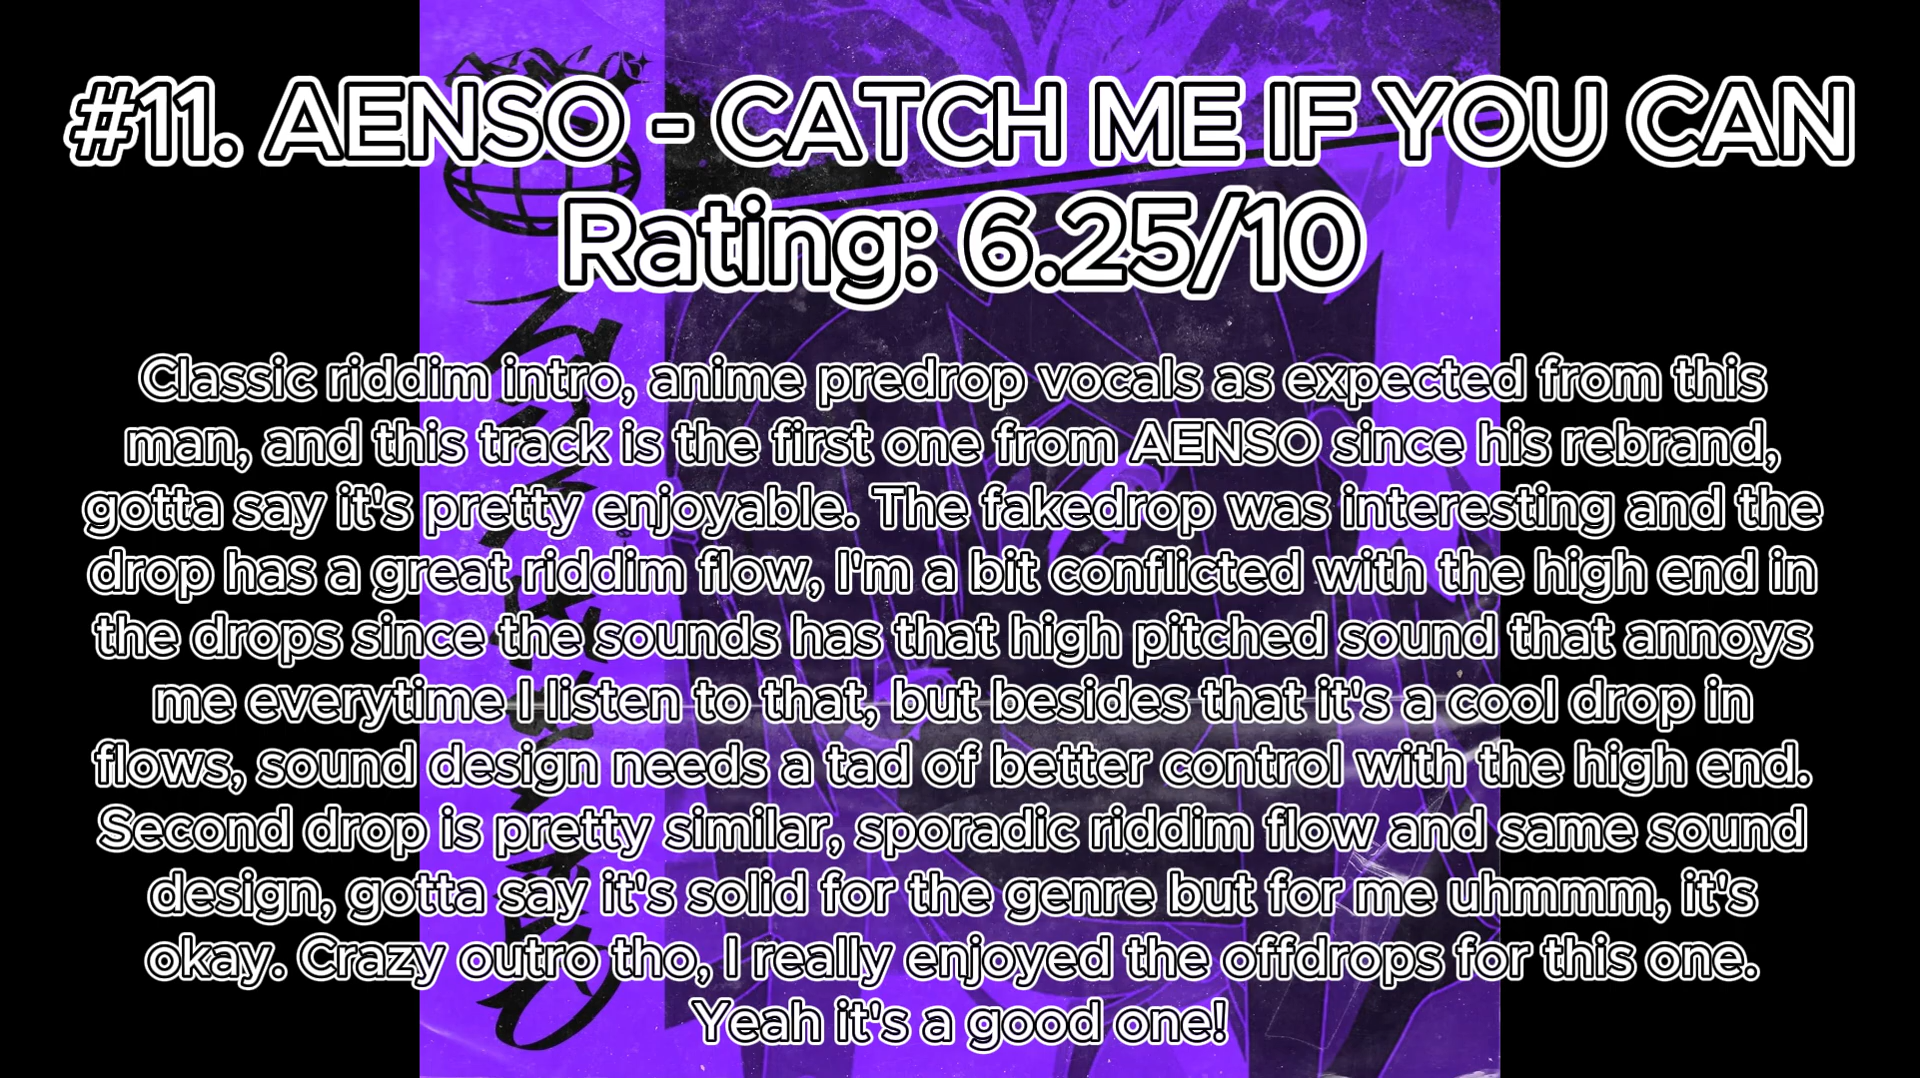 #11. AENSO - CATCH ME IF YOU CAN
Rating: 6.25/10
Classic riddim intro, anime predrop vocals as expected from this
man, and this track is the first one from AENSO since his rebrand,
gotta say it's pretty enjoyable. The fakedrop was interesting and the
drop has a great riddim flow, I'm a bit conflicted with the high end in
the drops since the sounds has that high pitched sound that annoys
me everytime I listen to that, but besides that it's a cool drop in
flows, sound design needs a tad of better control with the high end.
Second drop is pretty similar, sporadic riddim flow and same sound
design, gotta say it's solid for the genre but for me uhmmm, it's
okay. Crazy outro tho, I really enjoyed the offdrops for this one.
Yeah it's a good one!